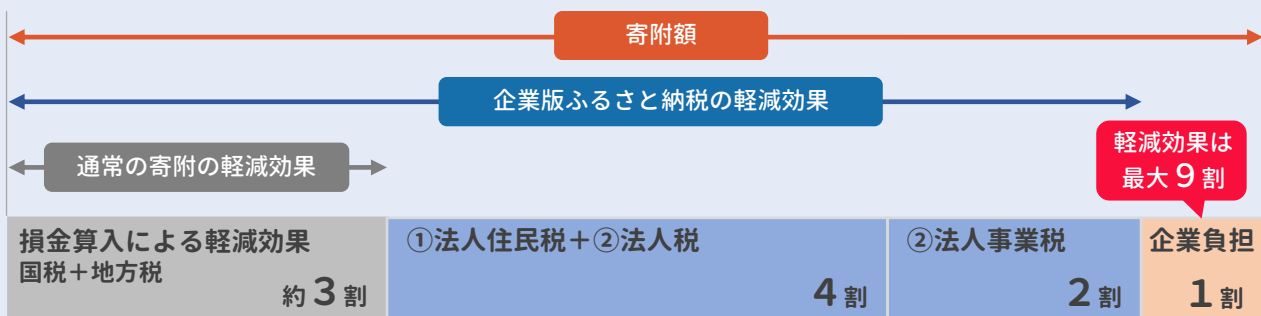 寄附額
企業版ふるさと納税の軽減効果
通常の寄附の軽減効果
軽減効果は
最大9割
損金算入による軽減効果
国税＋地方税
約3割
①法人住民税＋②法人税
4割
②法人事業税
2割
企業負担
1割